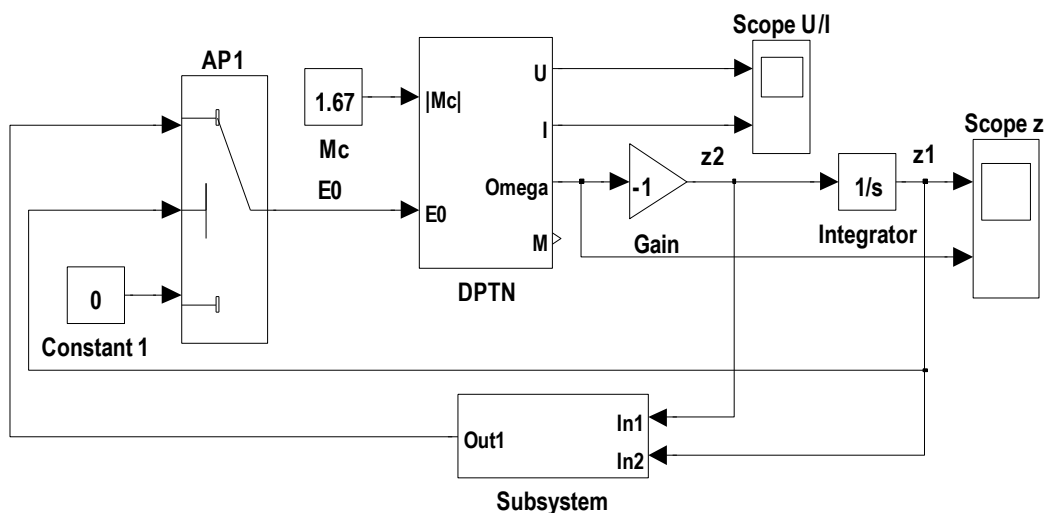 Scope U/I
AP1
U
1.67
|Mc|
I
Scope z
Mc
z2
z1
E0
E0
Omega
-1
1/s
E0
M
Gain
Integrator
0
DPTN
Constant 1
In1
Out1
In2
Subsystem